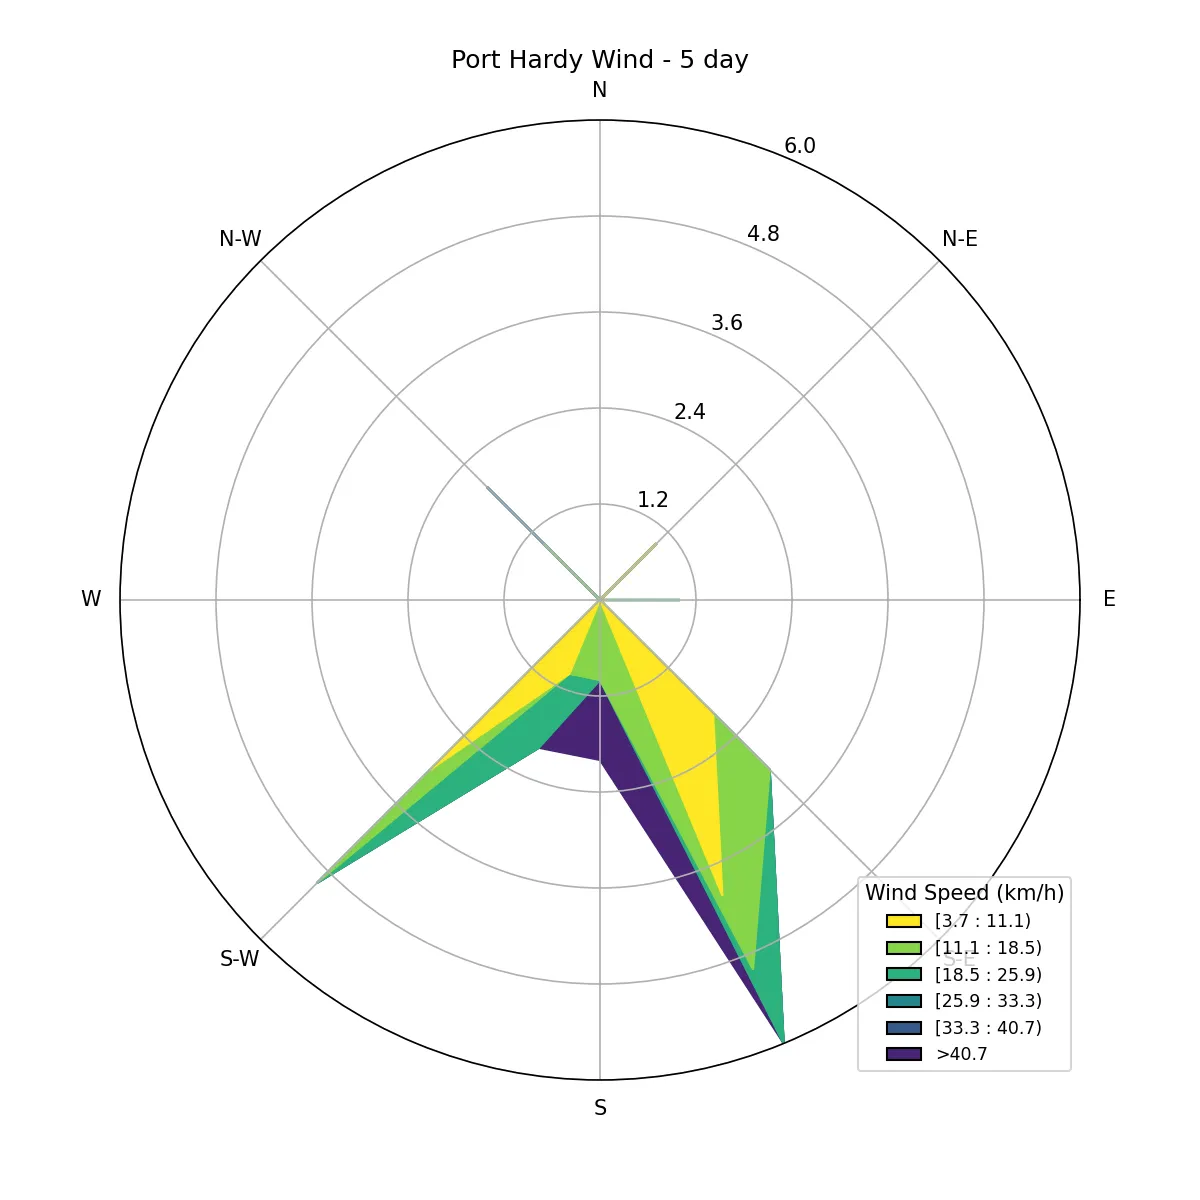 Port Hardy Wind - 5 day
N
6.0
4.8
N-W
N-E
3.6
2.4
1.2
W
E
S-W
S-E
S
Wind Speed (km/h)
[3.7 : 11.1)
[11.1 : 18.5)
[18.5 : 25.9)
[25.9 : 33.3)
[33.3 : 40.7)
>40.7